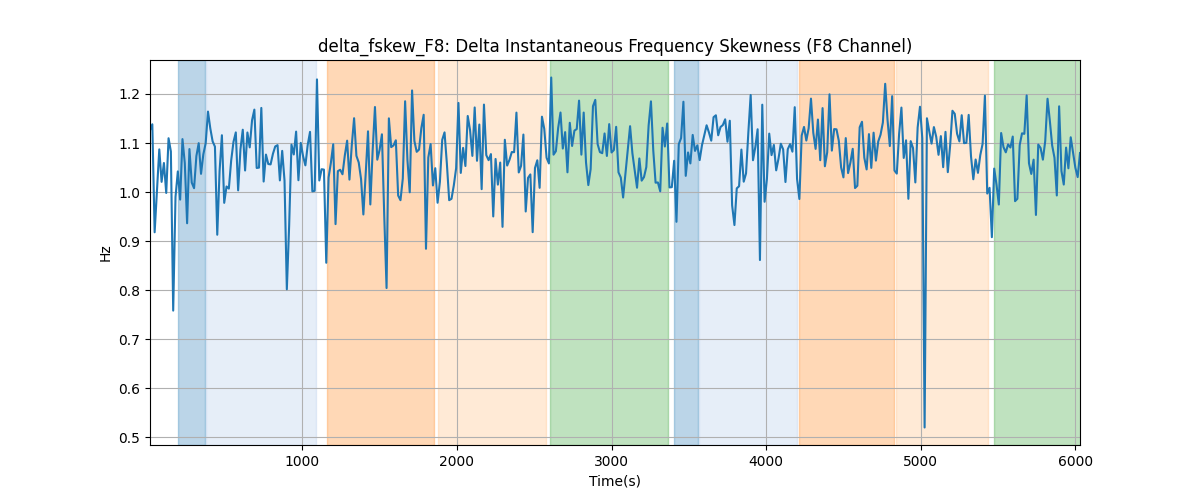 delta_fskew_F8: Delta Instantaneous Frequency Skewness (F8 Channel)
Hz
1.2
1.1
1.0
0.9
0.8
0.7
0.6
0.5
1000 2000 3000 4000 5000 6000
Time(s)